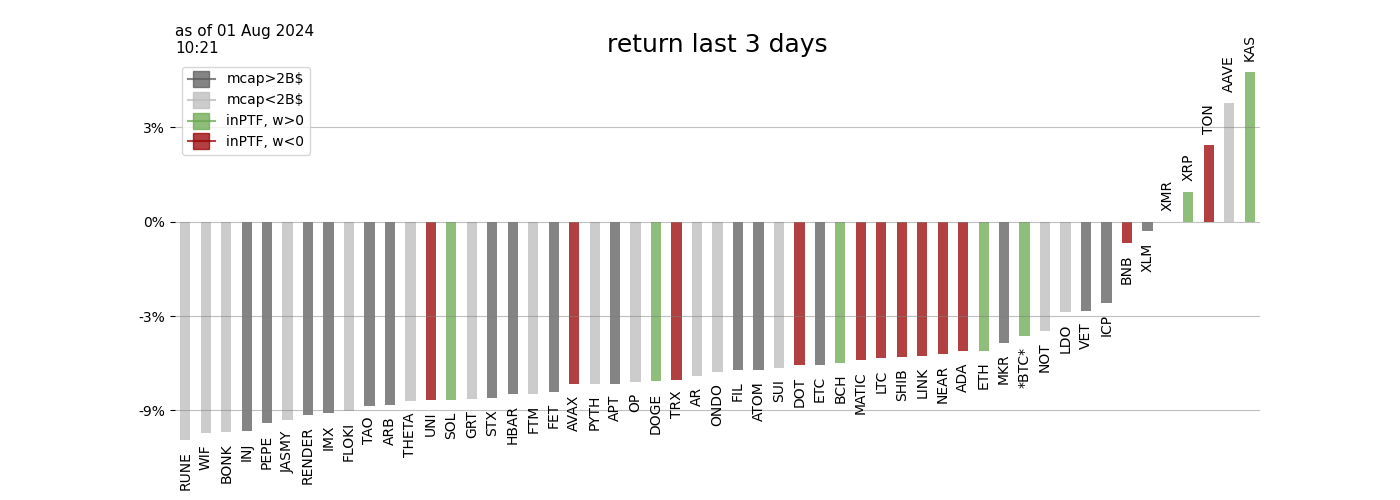 as of 01 Aug 2024
10:21
return last 3 days
mcap>2B$
mcap<2B$
inPTF, w>0
inPTF, w<0
3%
0%
-3%
-9%
RUNE
WIF
BONK
INJ
PEPE
JASMY
RENDER
IMX
FLOKI
TAO
ARB
THETA
UNI
SOL
GRT
STX
HBAR
FTM
FET
AVAX
PYTH
APT
OP
DOGE
TRX
AR
ONDO
FIL
ATOM
SUI
DOT
ETC
BCH
MATIC
LTC
SHIB
LINK
NEAR
ADA
ETH
MKR
*BTC*
NOT
LDO
VET
ICP
BNB
XLM
XMR
XRP
TON
AAVE
KAS